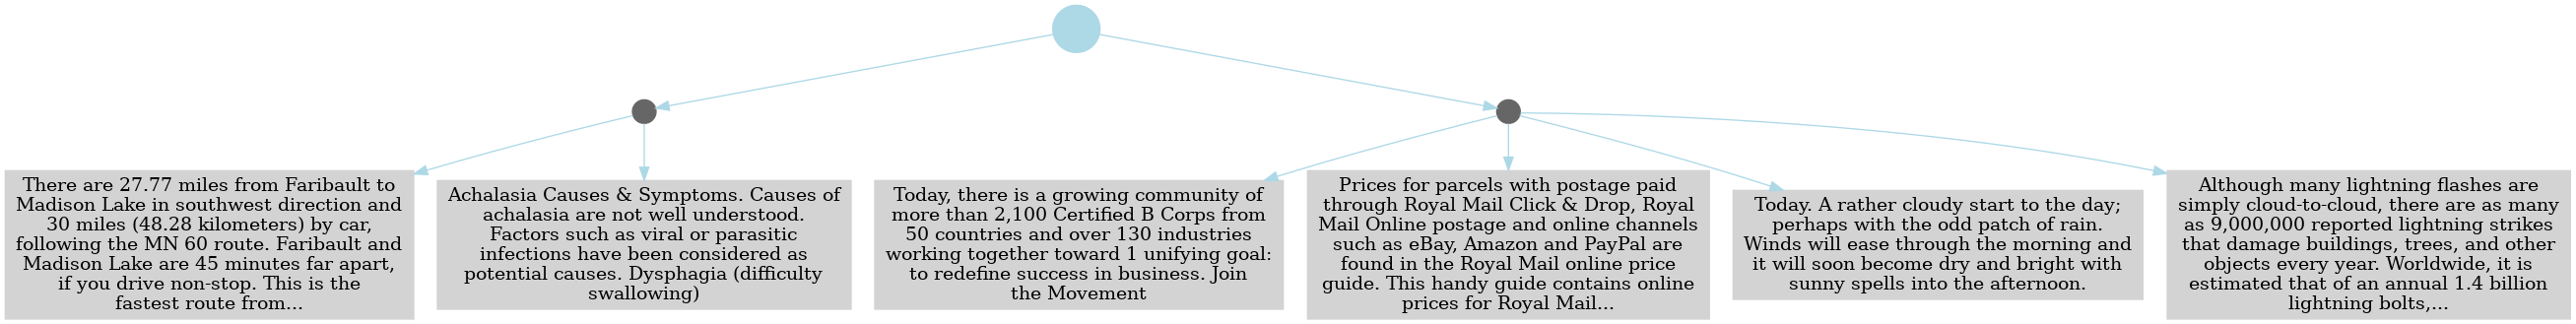 There are 27.77 miles from Faribault to
Madison Lake in southwest direction and
30 miles (48.28 kilometers) by car,
following the MN 60 route. Faribault and
Madison Lake are 45 minutes far apart,
if you drive non-stop. This is the
fastest route from...
Achalasia Causes & Symptoms. Causes of
achalasia are not well understood.
Factors such as viral or parasitic
infections have been considered as
potential causes. Dysphagia (difficulty
swallowing)
Today, there is a growing community of
more than 2,100 Certified B Corps from
50 countries and over 130 industries
working together toward 1 unifying goal:
to redefine success in business. Join
the Movement
Prices for parcels with postage paid
through Royal Mail Click & Drop, Royal
Mail Online postage and online channels
such as eBay, Amazon and PayPal are
found in the Royal Mail online price
guide. This handy guide contains online
prices for Royal Mail...
Today. A rather cloudy start to the day;
perhaps with the odd patch of rain.
Winds will ease through the morning and
it will soon become dry and bright with
sunny spells into the afternoon.
Although many lightning flashes are
simply cloud-to-cloud, there are as many
as 9,000,000 reported lightning strikes
that damage buildings, trees, and other
objects every year. Worldwide, it is
estimated that of an annual 1.4 billion
lightning bolts,...